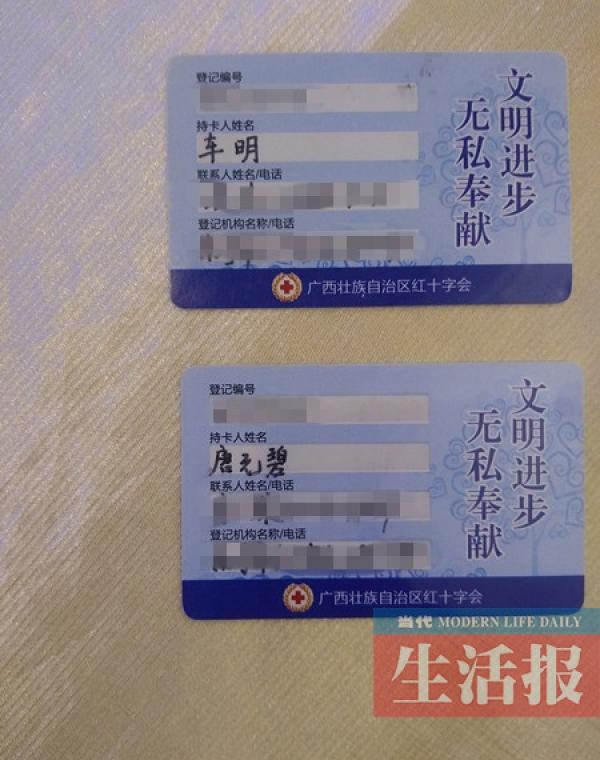 登记编号
持卡人姓名
车明
联系人姓名/电话
登记机构名称/电话
文明进步
无私奉献
广西壮族自治区红十字会
登记编号
持卡人姓名
唐元碧
联系人姓名/电话
登记机构名称/电话
文明进步
无私奉献
广西壮族自治区红十字会
当代 MODERN LIFE DAILY
生活报